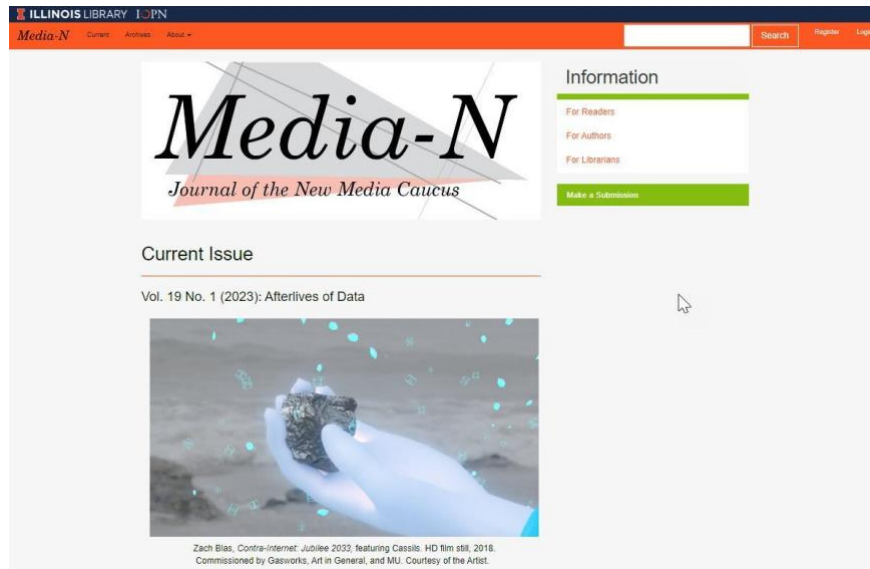 ILLINOIS LIBRARY IOPN
Media-N Current Archives About Search Register Login
Media-N
Journal of the New Media Caucus
Information
For Readers
For Authors
For Librarians
Make a Submission
Current Issue
Vol. 19 No. 1 (2023): Afterlives of Data
Zach Blas, Contra-Internet: Jubilee 2033, featuring Cassils. HD film still, 2018.
Commissioned by Gasworks, Art in General, and MU. Courtesy of the Artist.